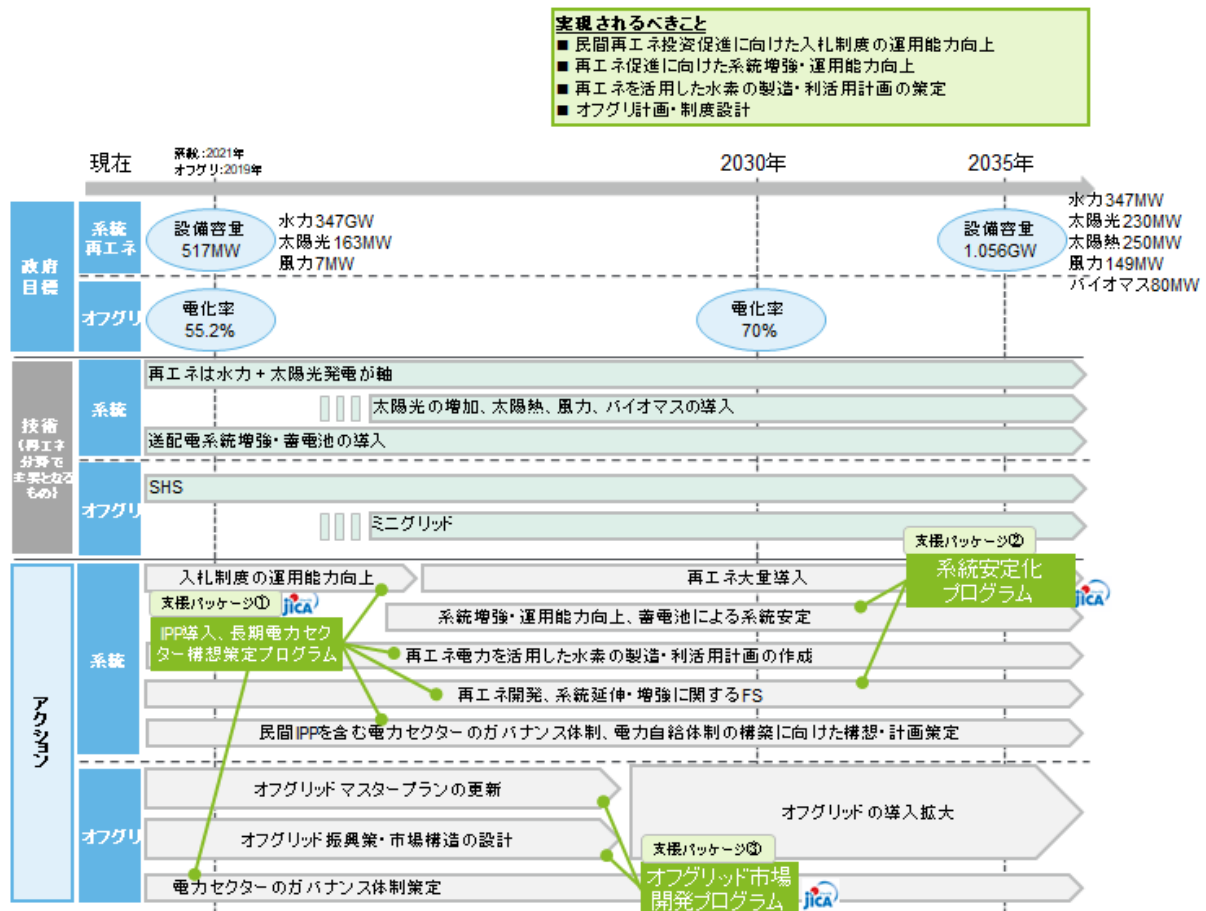 実現されるべきこと
■ 民間再エネ投資促進に向けた入札制度の運用能力向上
■ 再エネ促進に向けた系統増強・運用能力向上
■ 再エネを活用した水素の製造・利活用計画の策定
■ オフグリ計画・制度設計
現在
系統:2021年
オフグリ:2019年
2030年
2035年
政府
目標
系統
再エネ
設備容量
517MW
水力347GW
太陽光163MW
風力7MW
設備容量
1.056GW
水力347MW
太陽光230MW
太陽熱250MW
風力149MW
バイオマス80MW
オフグリ
電化率
55.2%
電化率
70%
技術
(再エネ
分野で
主要となる
もの)
系統
再エネは水力+太陽光発電が軸
太陽光の増加、太陽熱、風力、バイオマスの導入
送配電系統増強・蓄電池の導入
オフグリ
SHS
ミニグリッド
アクション
系統
入札制度の運用能力向上
再エネ大量導入
支援パッケージ②
系統安定化
プログラム
jICA
支援パッケージ①
jICA
IPP導入、長期電力セク
ター構想策定プログラム
系統増強・運用能力向上、蓄電池による系統安定
再エネ電力を活用した水素の製造・利活用計画の作成
再エネ開発、系統延伸・増強に関するFS
民間IPPを含む電力セクターのガバナンス体制、電力自給体制の構築に向けた構想・計画策定
オフグリ
オフグリッドマスタープランの更新
オフグリッド振興策・市場構造の設計
オフグリッドの導入拡大
支援パッケージ③
オフグリッド市場
開発プログラム
jICA
電力セクターのガバナンス体制策定